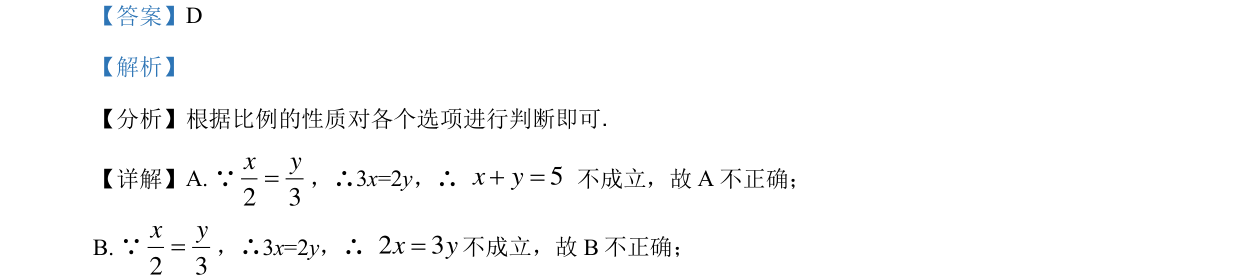 【答案】D
【解析】
【分析】根据比例的性质对各个选项进行判断即可.
【详解】A. ∵ x/2 = y/3，∴3x=2y，∴ x+y=5 不成立，故 A 不正确；
B. ∵ x/2 = y/3，∴3x=2y，∴ 2x=3y不成立，故 B 不正确；